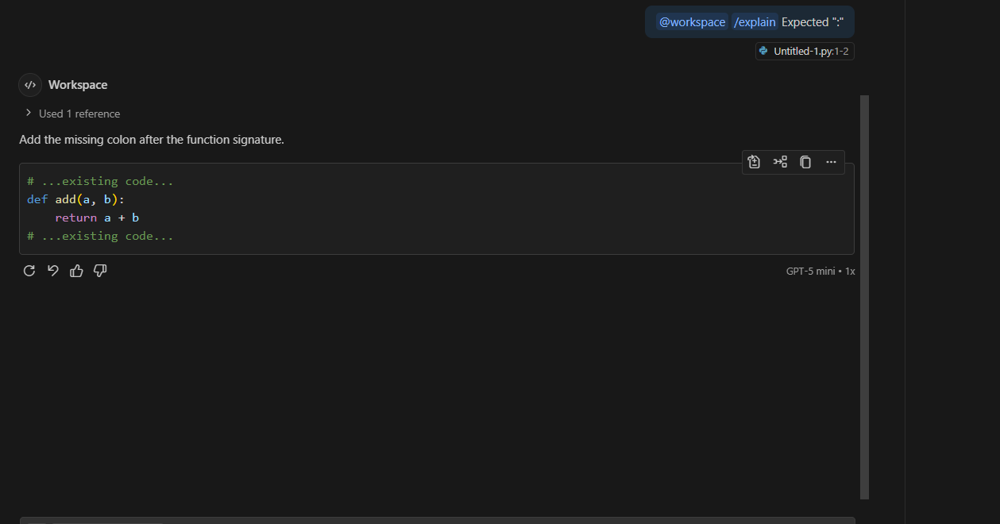 @workspace /explain Expected ":"
Untitled-1.py:1-2
Workspace
Used 1 reference
Add the missing colon after the function signature.
# ...existing code...
def add(a, b):
    return a + b
# ...existing code...
GPT-5 mini • 1x